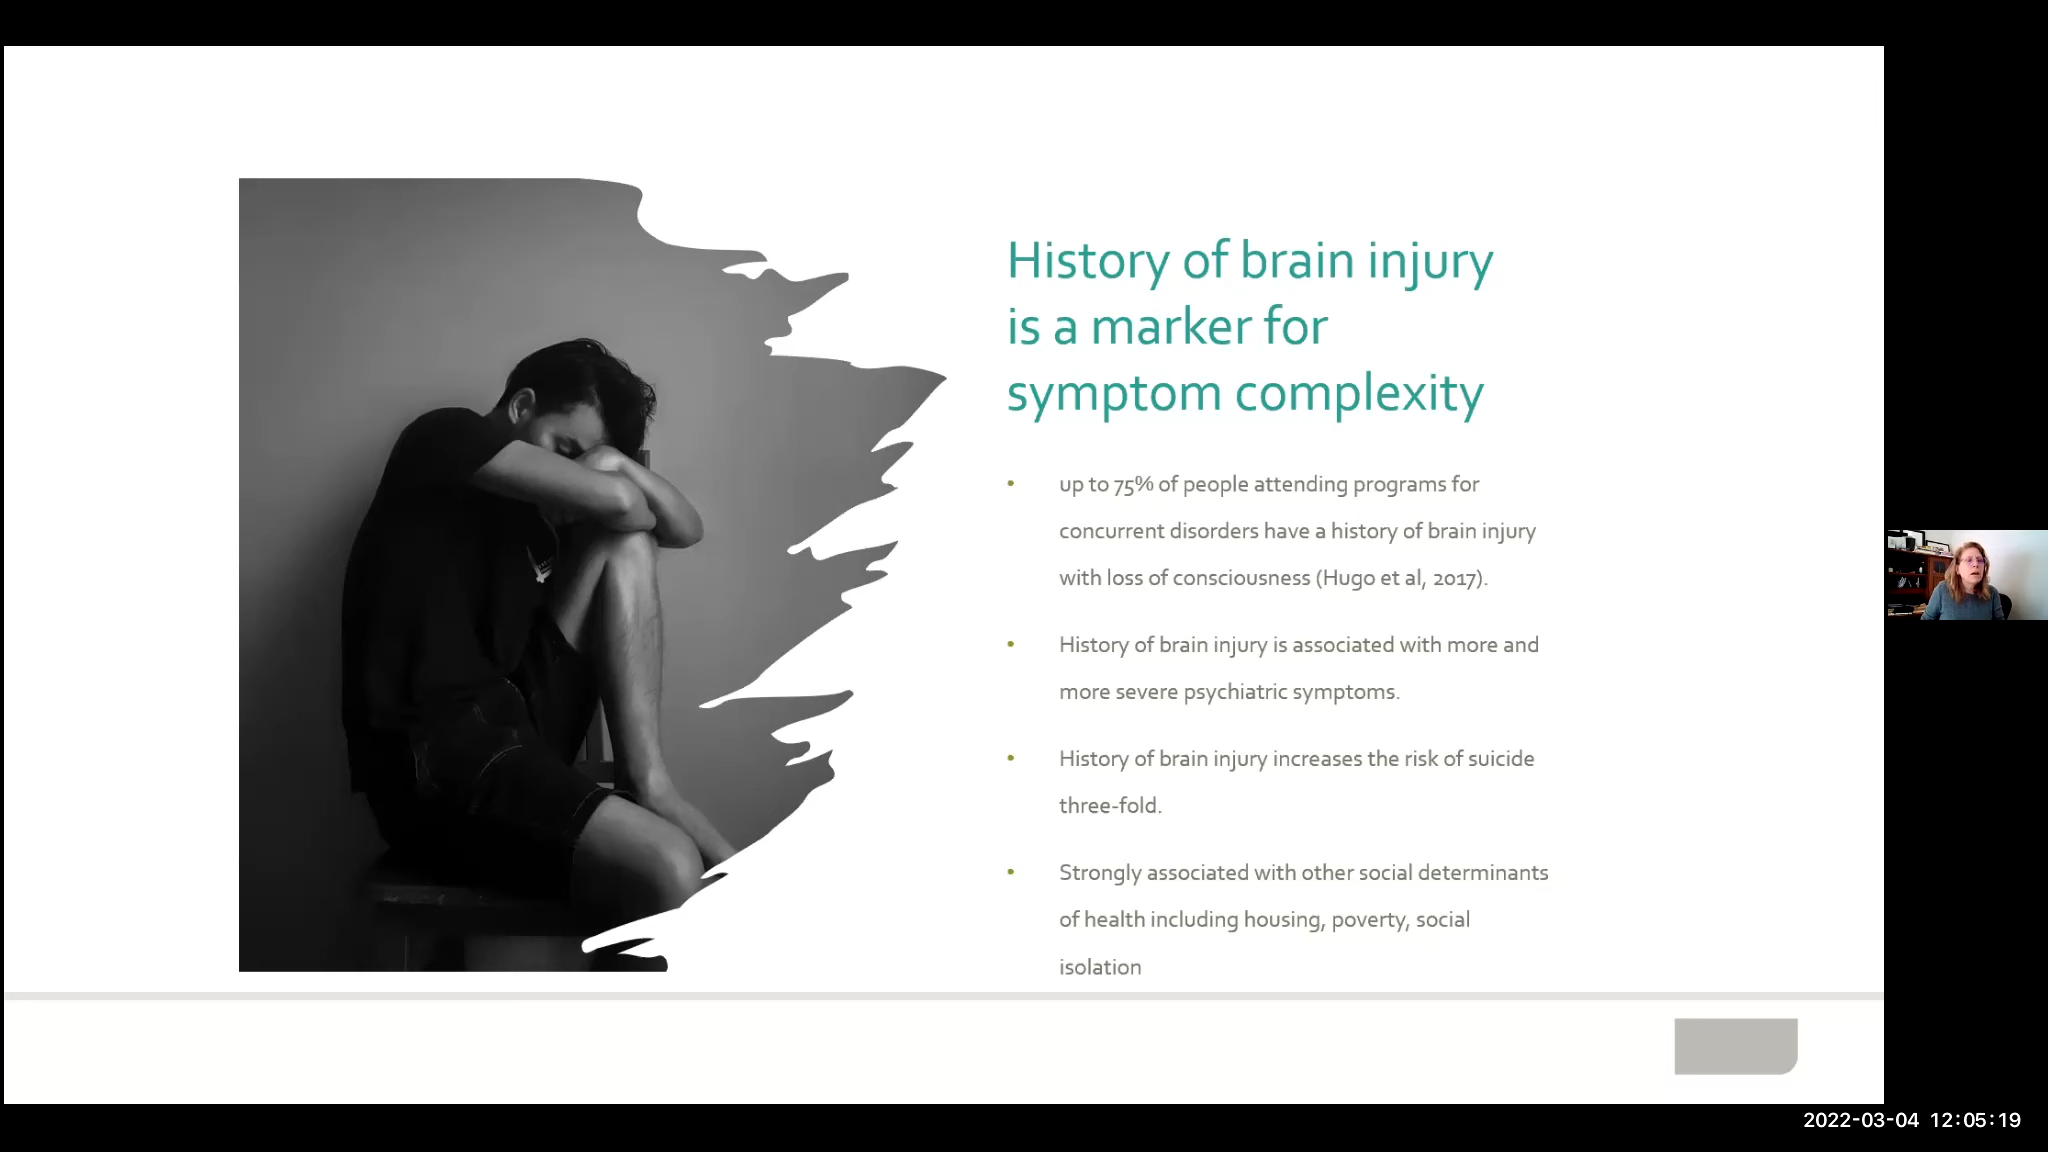 History of brain injury
is a marker for
symptom complexity
• up to 75% of people attending programs for
concurrent disorders have a history of brain injury
with loss of consciousness (Hugo et al, 2017).
• History of brain injury is associated with more and
more severe psychiatric symptoms.
• History of brain injury increases the risk of suicide
three-fold.
• Strongly associated with other social determinants
of health including housing, poverty, social
isolation
2022-03-04 12:05:19